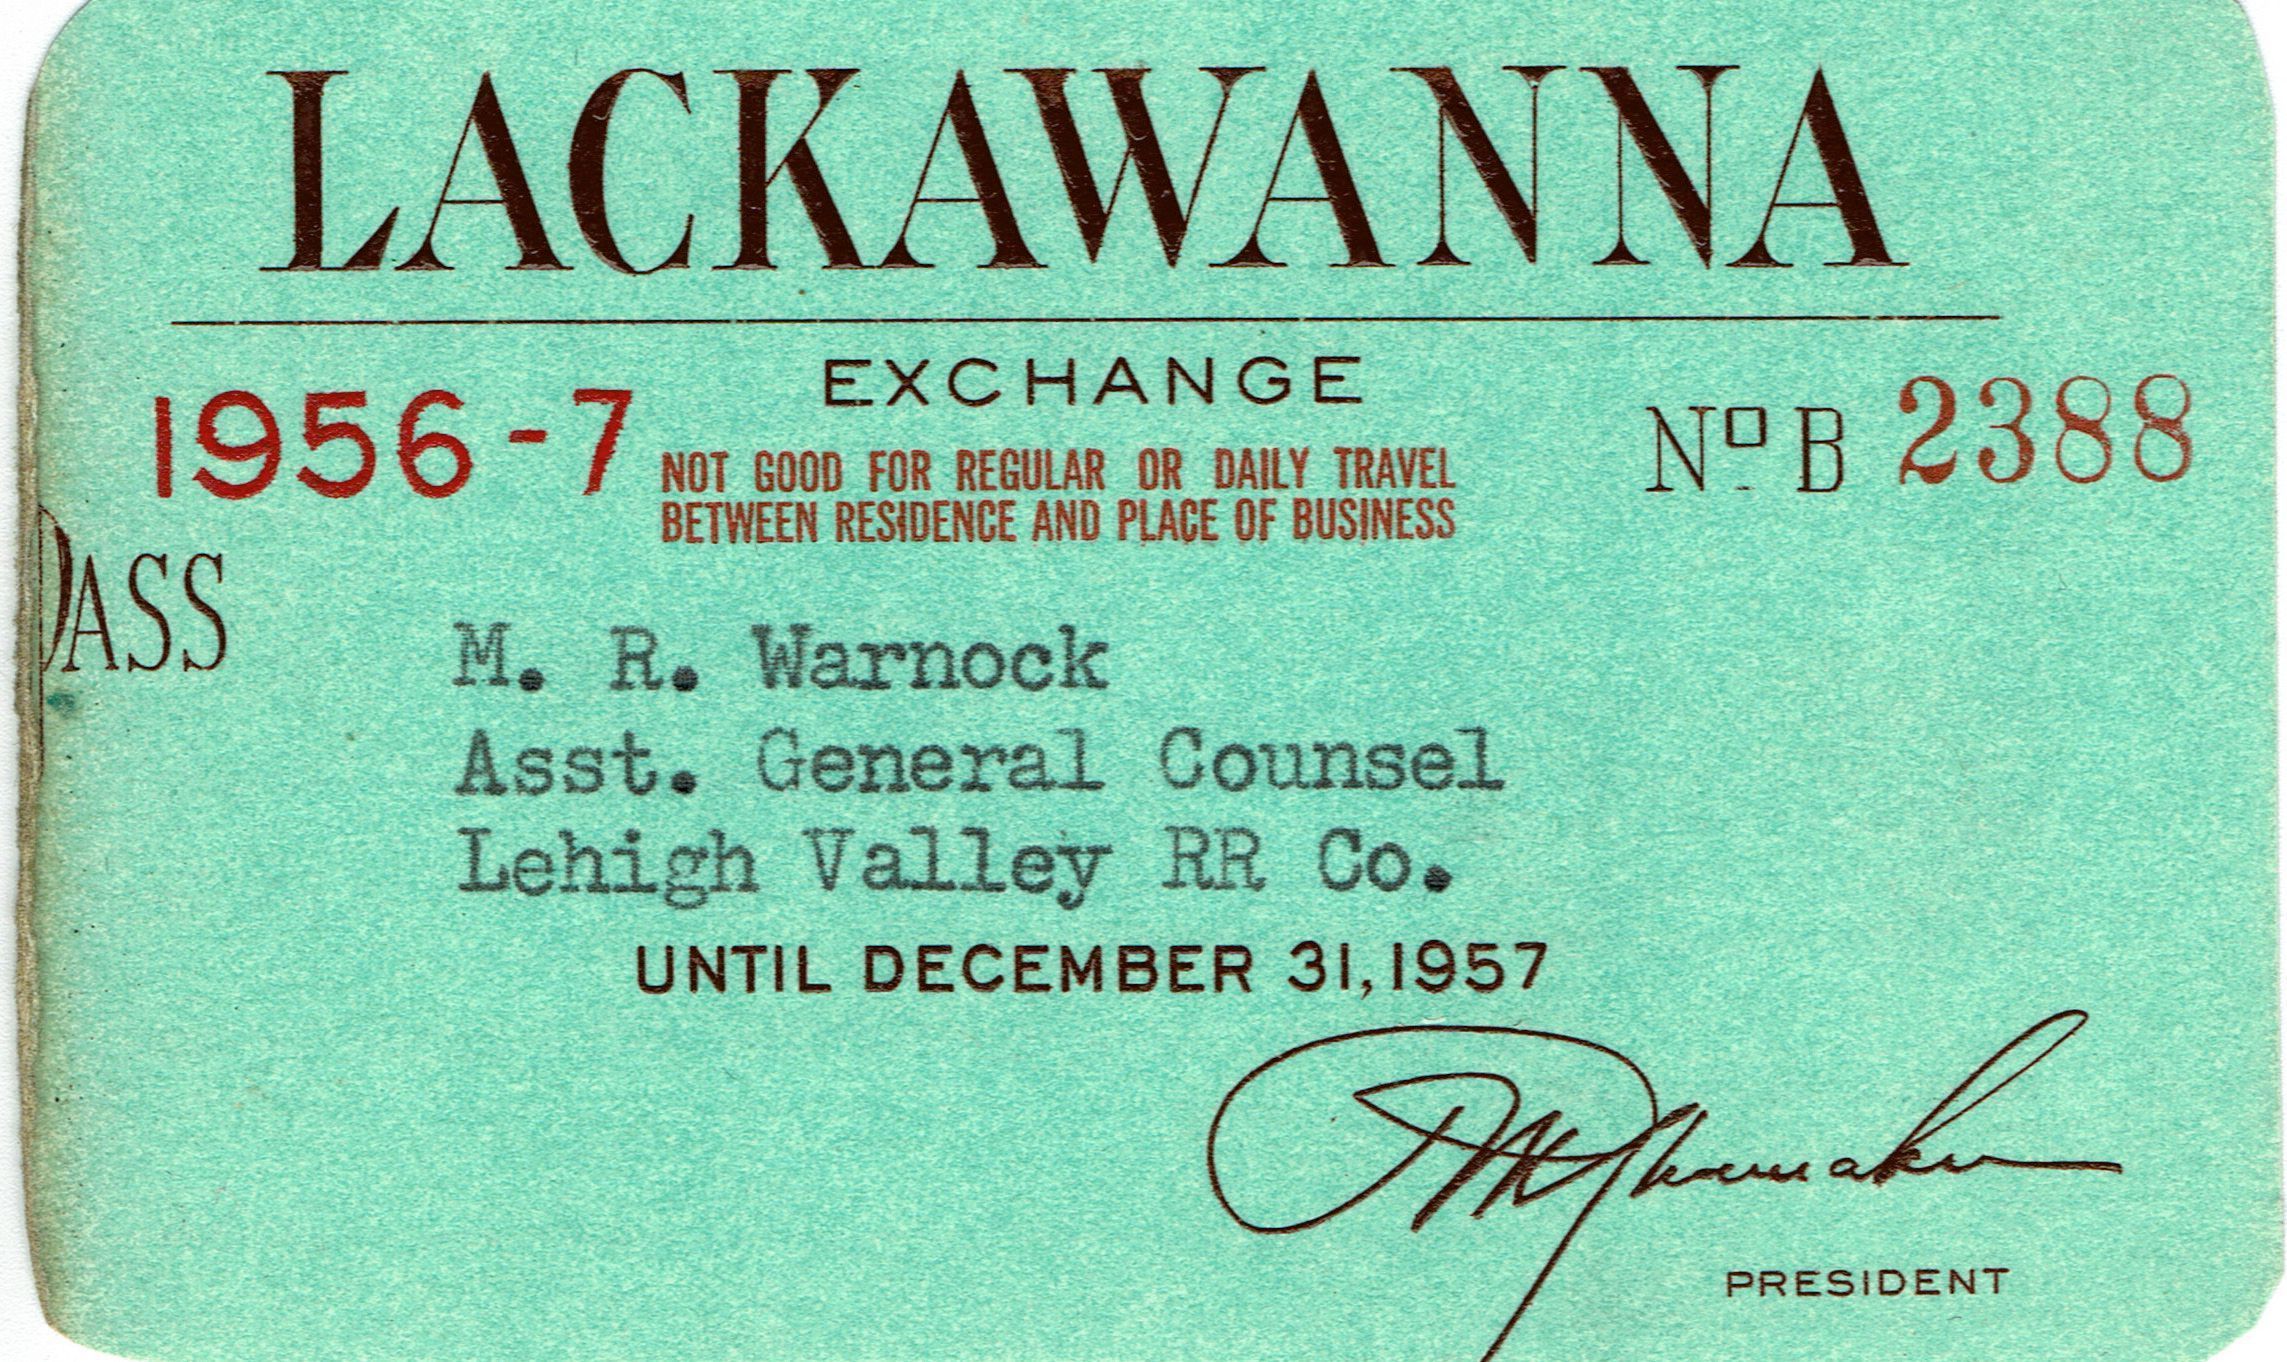 LACKAWANNA
EXCHANGE
1956-7
NOT GOOD FOR REGULAR OR DAILY TRAVEL
BETWEEN RESIDENCE AND PLACE OF BUSINESS
Nº B 2388
PASS
M. R. Warnock
Asst. General Counsel
Lehigh Valley RR Co.
UNTIL DECEMBER 31, 1957
PRESIDENT